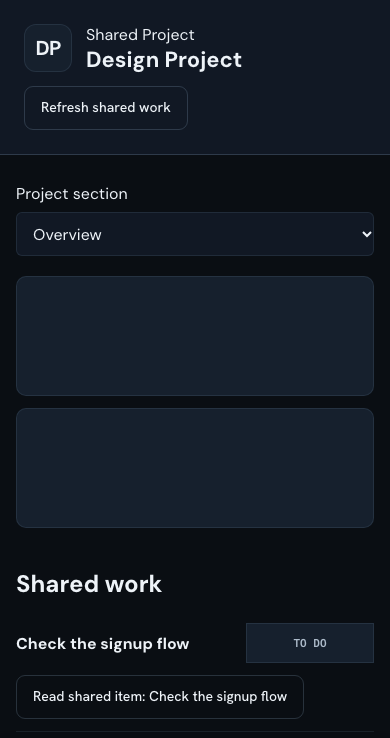 DP
Shared Project
Design Project
Refresh shared work
Project section
Overview
Shared work
Check the signup flow
TO DO
Read shared item: Check the signup flow